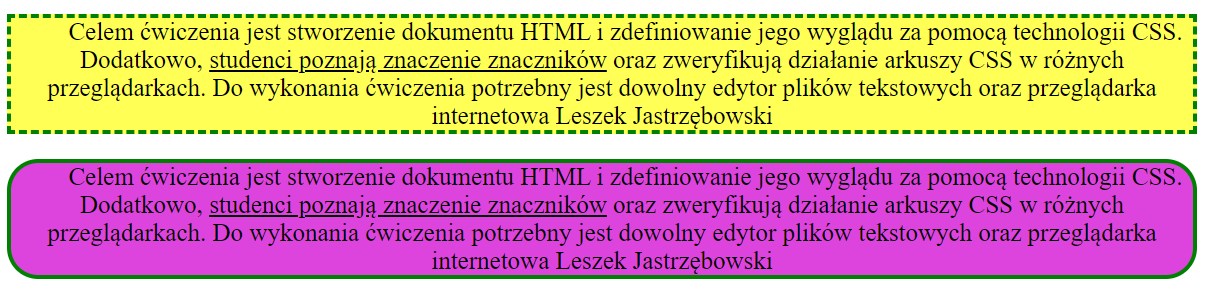 Celem ćwiczenia jest stworzenie dokumentu HTML i zdefiniowanie jego wyglądu za pomocą technologii CSS.
Dodatkowo, studenci poznają znaczenie znaczników oraz zweryfikują działanie arkuszy CSS w różnych
przeglądarkach. Do wykonania ćwiczenia potrzebny jest dowolny edytor plików tekstowych oraz przeglądarka
internetowa Leszek Jastrzębowski
Celem ćwiczenia jest stworzenie dokumentu HTML i zdefiniowanie jego wyglądu za pomocą technologii CSS.
Dodatkowo, studenci poznają znaczenie znaczników oraz zweryfikują działanie arkuszy CSS w różnych
przeglądarkach. Do wykonania ćwiczenia potrzebny jest dowolny edytor plików tekstowych oraz przeglądarka
internetowa Leszek Jastrzębowski